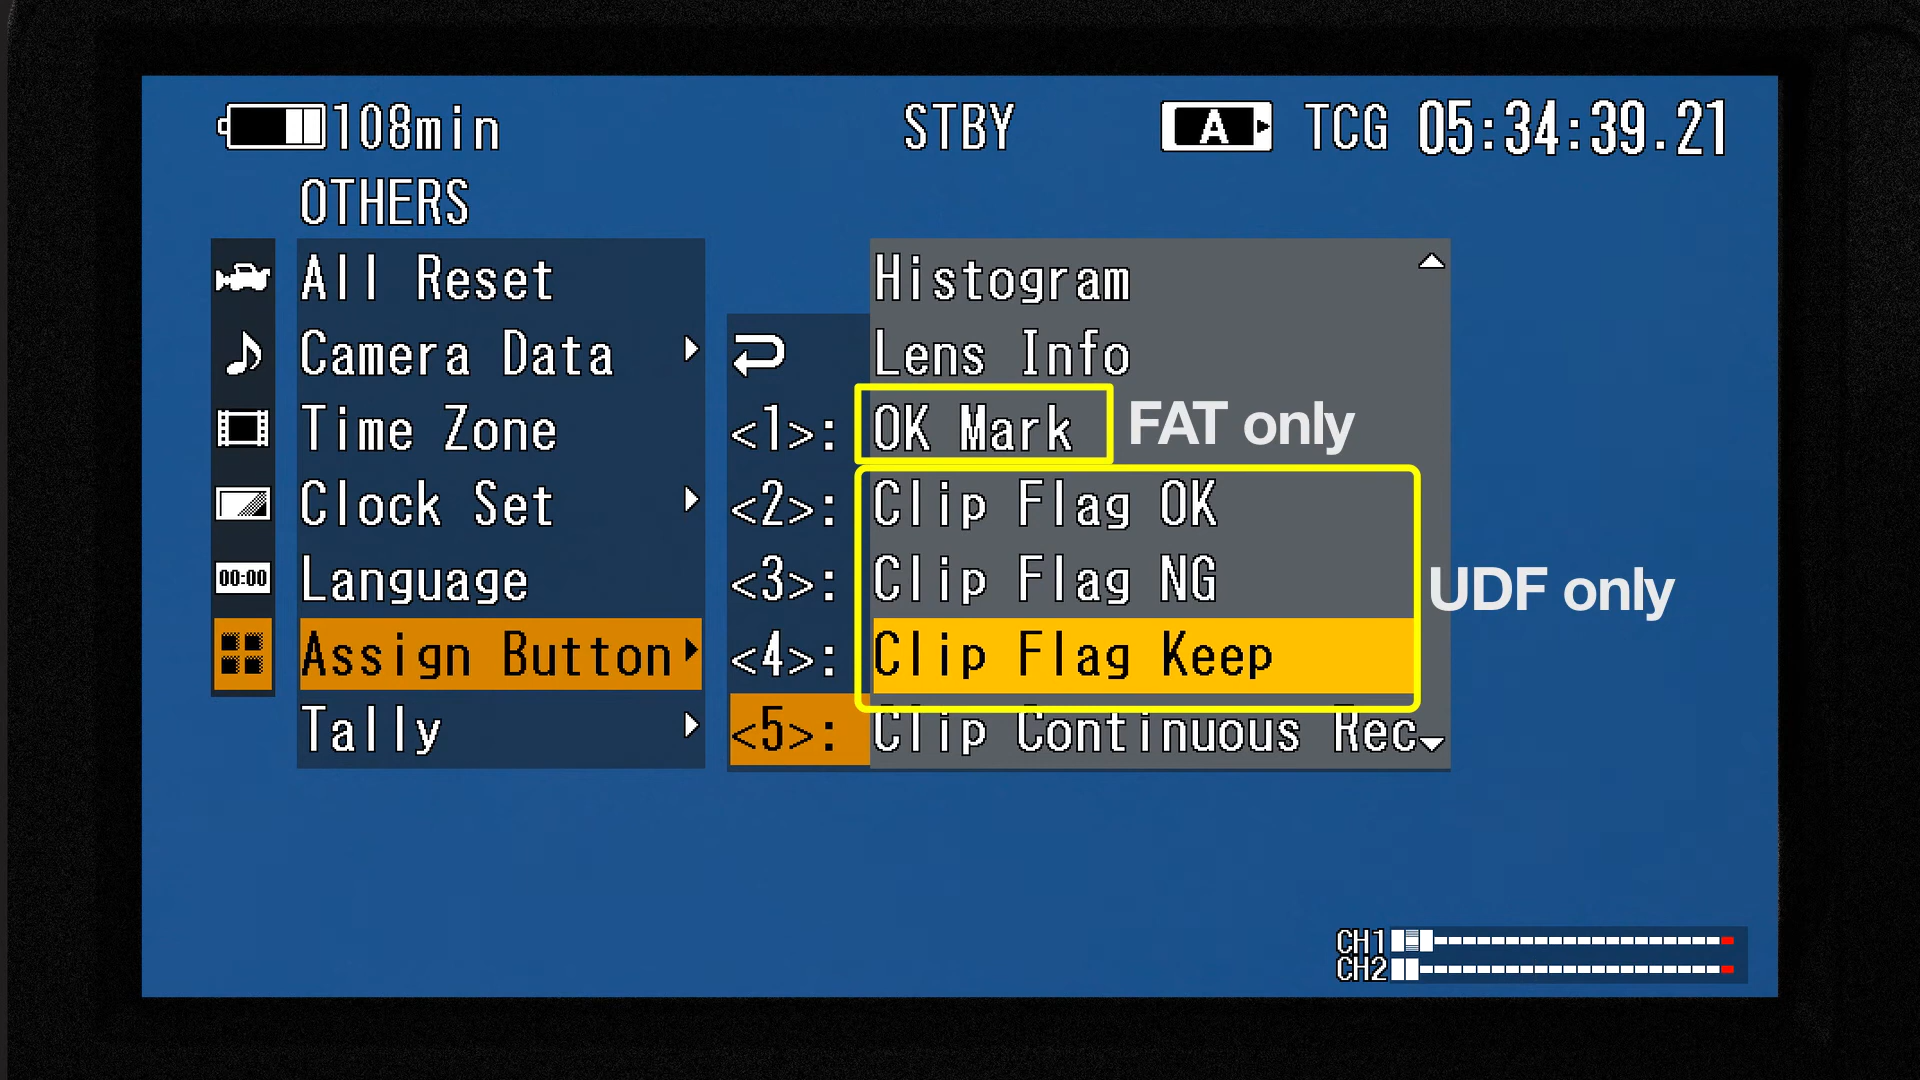 108min STBY A TCG 05:34:39.21
OTHERS
All Reset
Camera Data
Time Zone
Clock Set
00:00 Language
Assign Button
Tally
<1>:
<2>:
<3>:
<4>:
<5>:
Histogram
Lens Info
OK Mark FAT only
Clip Flag OK
Clip Flag NG
UDF only
Clip Flag Keep
Clip Continuous Rec
CH1
CH2